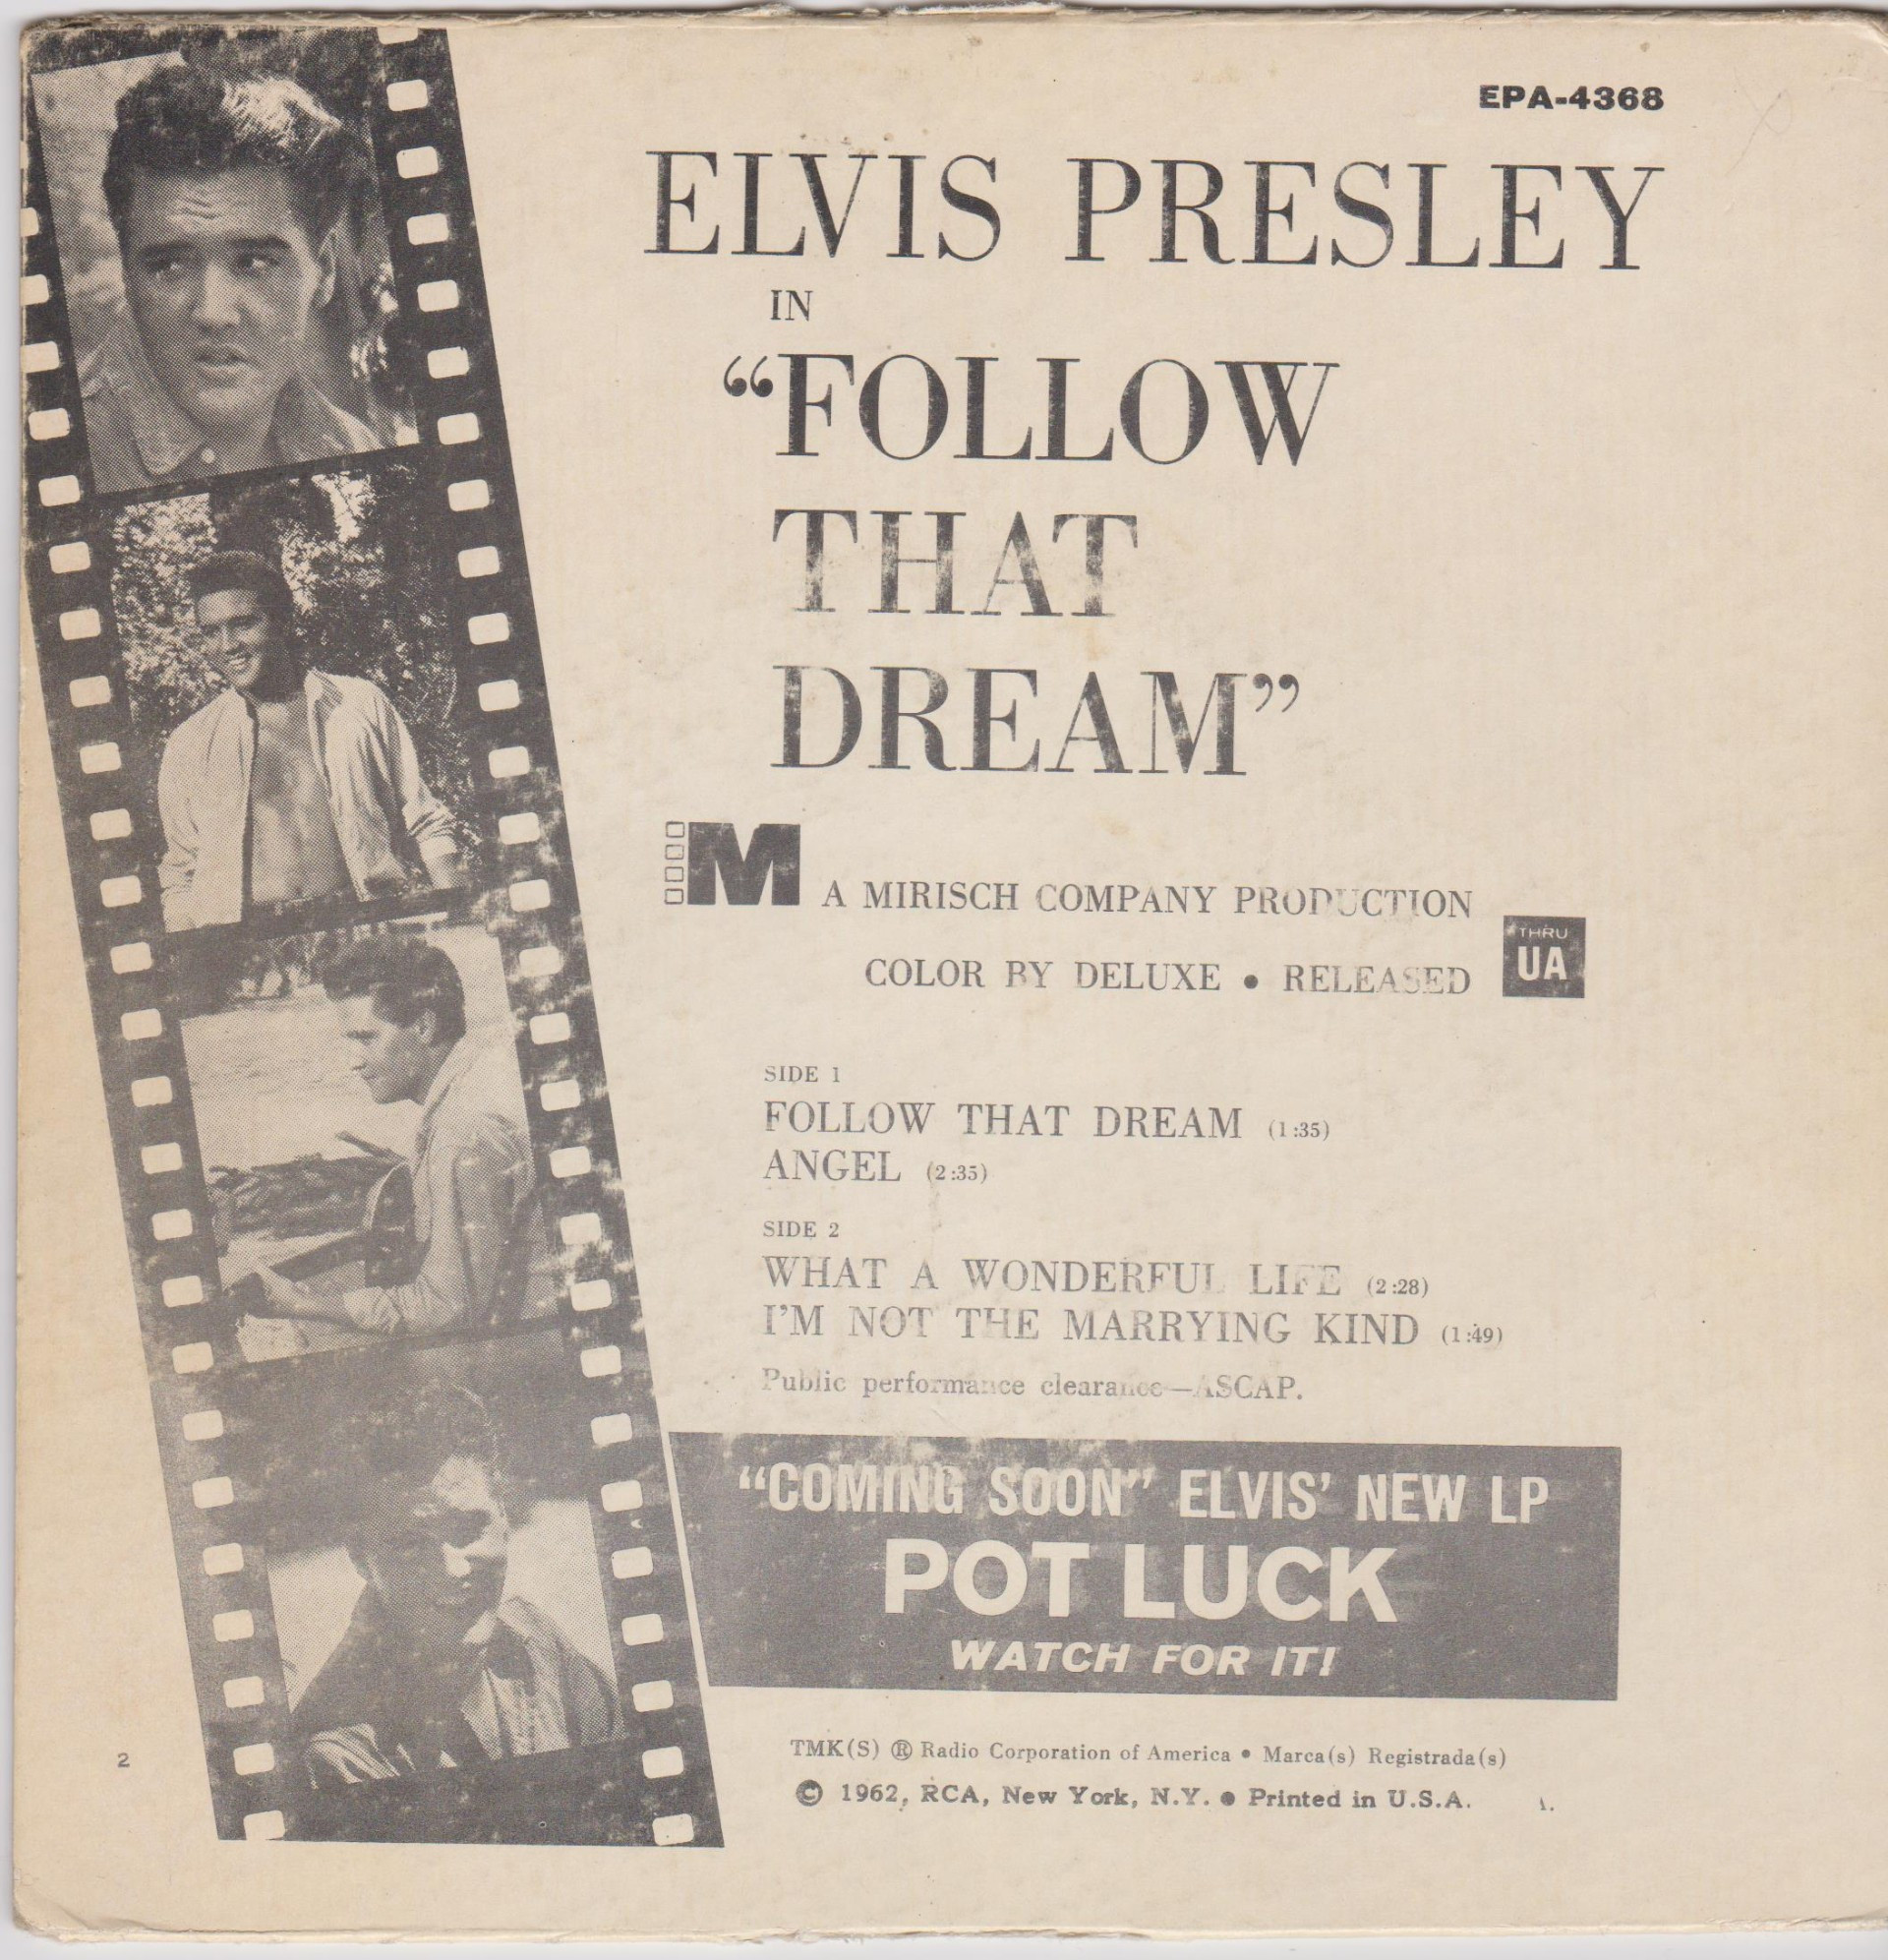 EPA-4368
ELVIS PRESLEY
IN
“FOLLOW
THAT
DREAM”
M A MIRISCH COMPANY PRODUCTION
COLOR BY DELUXE • RELEASED
THRU
UA
SIDE 1
FOLLOW THAT DREAM (1:35)
ANGEL (2:35)
SIDE 2
WHAT A WONDERFUL LIFE (2:28)
I’M NOT THE MARRYING KIND (1:49)
Public performance clearance—ASCAP.
“COMING SOON” ELVIS’ NEW LP
POT LUCK
WATCH FOR IT!
TMK(S) ® Radio Corporation of America • Marca(s) Registrada(s)
© 1962, RCA, New York, N.Y. • Printed in U.S.A.
2